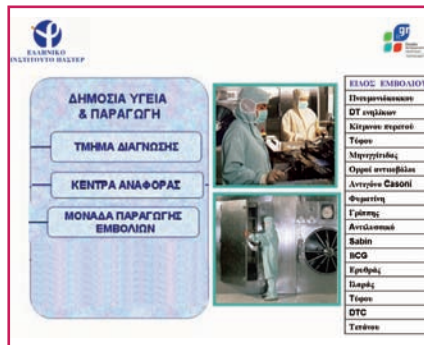 ΕΛΛΗΝΙΚΟ
ΙΝΣΤΙΤΟΥΤΟ ΠΑΣΤΕΡ
gr
ΔΗΜΟΣΙΑ ΥΓΕΙΑ
& ΠΑΡΑΓΩΓΗ
ΤΜΗΜΑ ΔΙΑΓΝΩΣΗΣ
ΚΕΝΤΡΑ ΑΝΑΦΟΡΑΣ
ΜΟΝΑΔΑ ΠΑΡΑΓΩΓΗΣ
ΕΜΒΟΛΙΩΝ
ΕΙΔΟΣ ΕΜΒΟΛΙΟΥ
Πνευμονιόκοκκου
DT ενηλίκων
Κίτρινου πυρετού
Τύφου
Μηνιγγίτιδας
Ορροί αντιοφικοί
Αντιγόνο Casoni
Φυματίνη
Γρίππης
Αντιλυσσικό
Sabin
BCG
Ερυθράς
Ιλαράς
Τύφου
DTC
Τετάνου